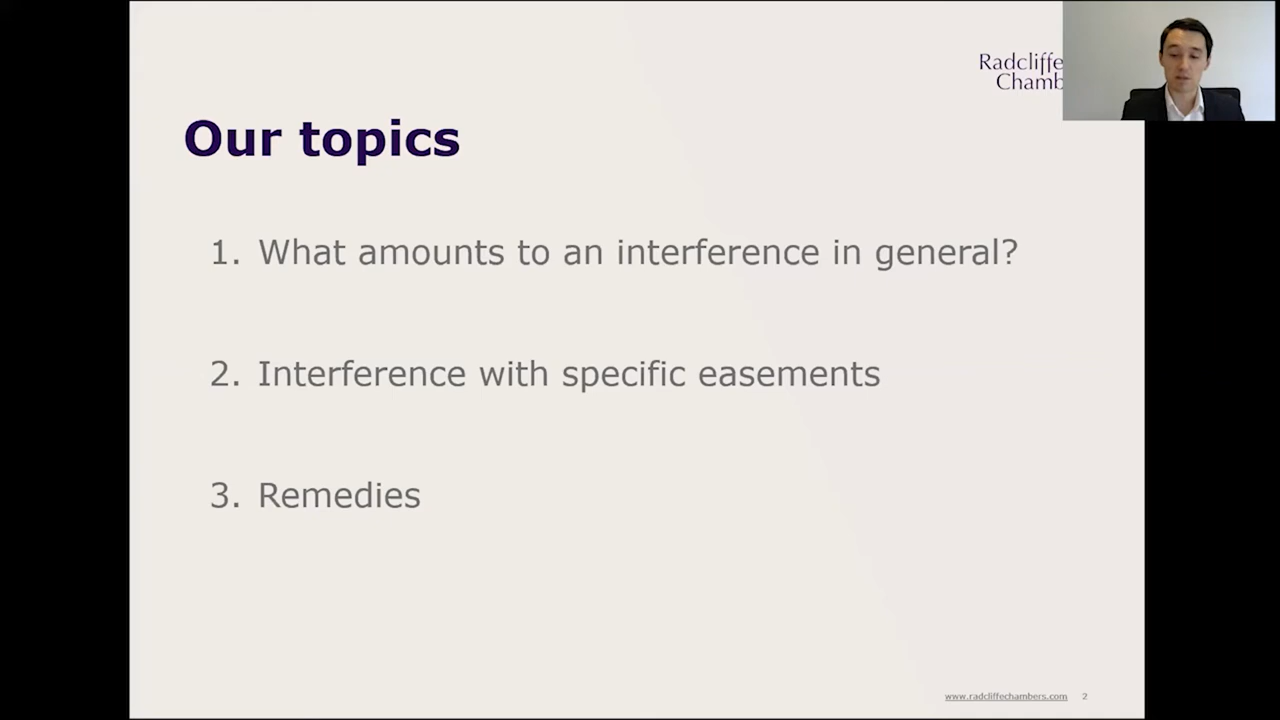 Radcliffe
Our topics
1. What amounts to an interference in general?
2. Interference with specific easements
3. Remedies
www.radcliffechambers.com 2